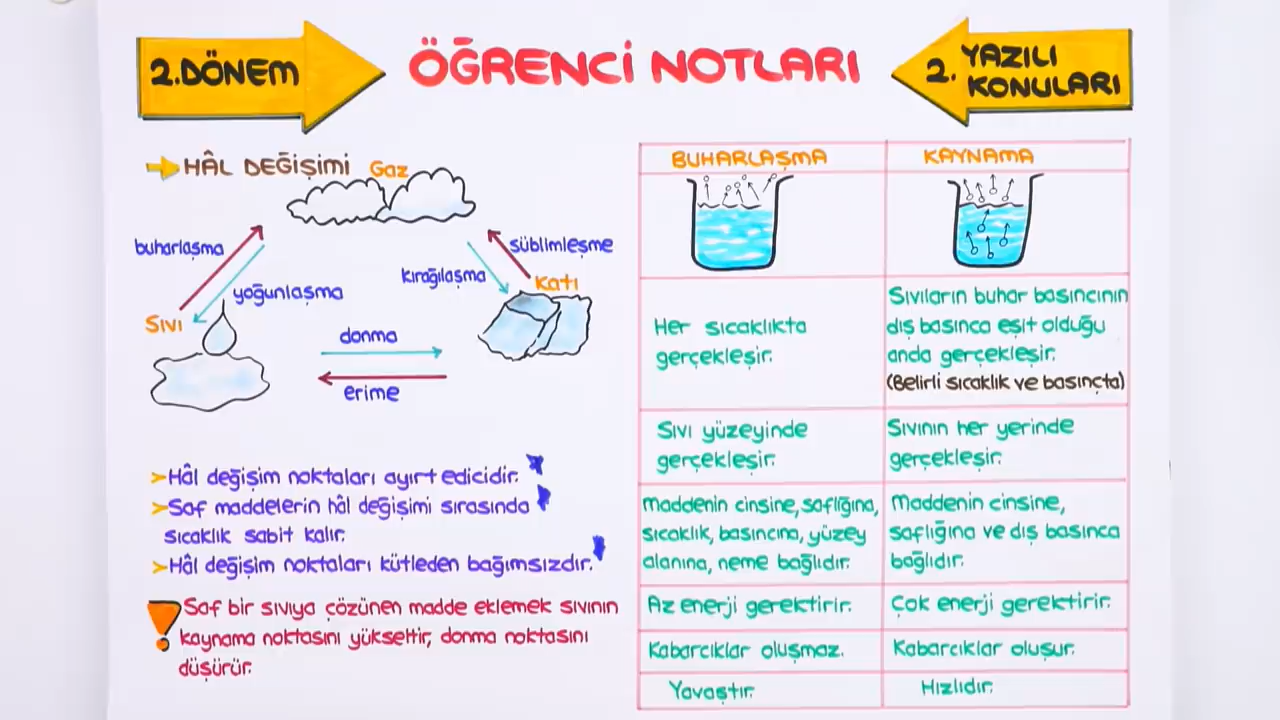 2.DÖNEM
ÖĞRENCİ NOTLARI
2. YAZILI
KONULARI
HÂL DEĞİŞİMİ
Gaz
buharlaşma
süblimleşme
kırağılaşma
Katı
yoğunlaşma
Sıvı
donma
erime
Hâl değişim noktaları ayırt edicidir.
Saf maddelerin hâl değişimi sırasında
sıcaklık sabit kalır.
Hâl değişim noktaları kütleden bağımsızdır.
Saf bir sıvıya çözünen madde eklemek sıvının
kaynama noktasını yükseltir, donma noktasını
düşürür.
BUHARLAŞMA
KAYNAMA
Her sıcaklıkta
gerçekleşir.
Sıvıların buhar basıncının
dış basınca eşit olduğu
anda gerçekleşir.
(Belirli sıcaklık ve basınçta)
Sıvı yüzeyinde
gerçekleşir.
Sıvının her yerinde
gerçekleşir.
Maddenin cinsine, saflığına,
sıcaklık, basıncına, yüzey
alanına, neme bağlıdır.
Maddenin cinsine,
saflığına ve dış basınca
bağlıdır.
Az enerji gerektirir.
Çok enerji gerektirir.
Kabarcıklar oluşmaz.
Kabarcıklar oluşur.
Yavaştır.
Hızlıdır.